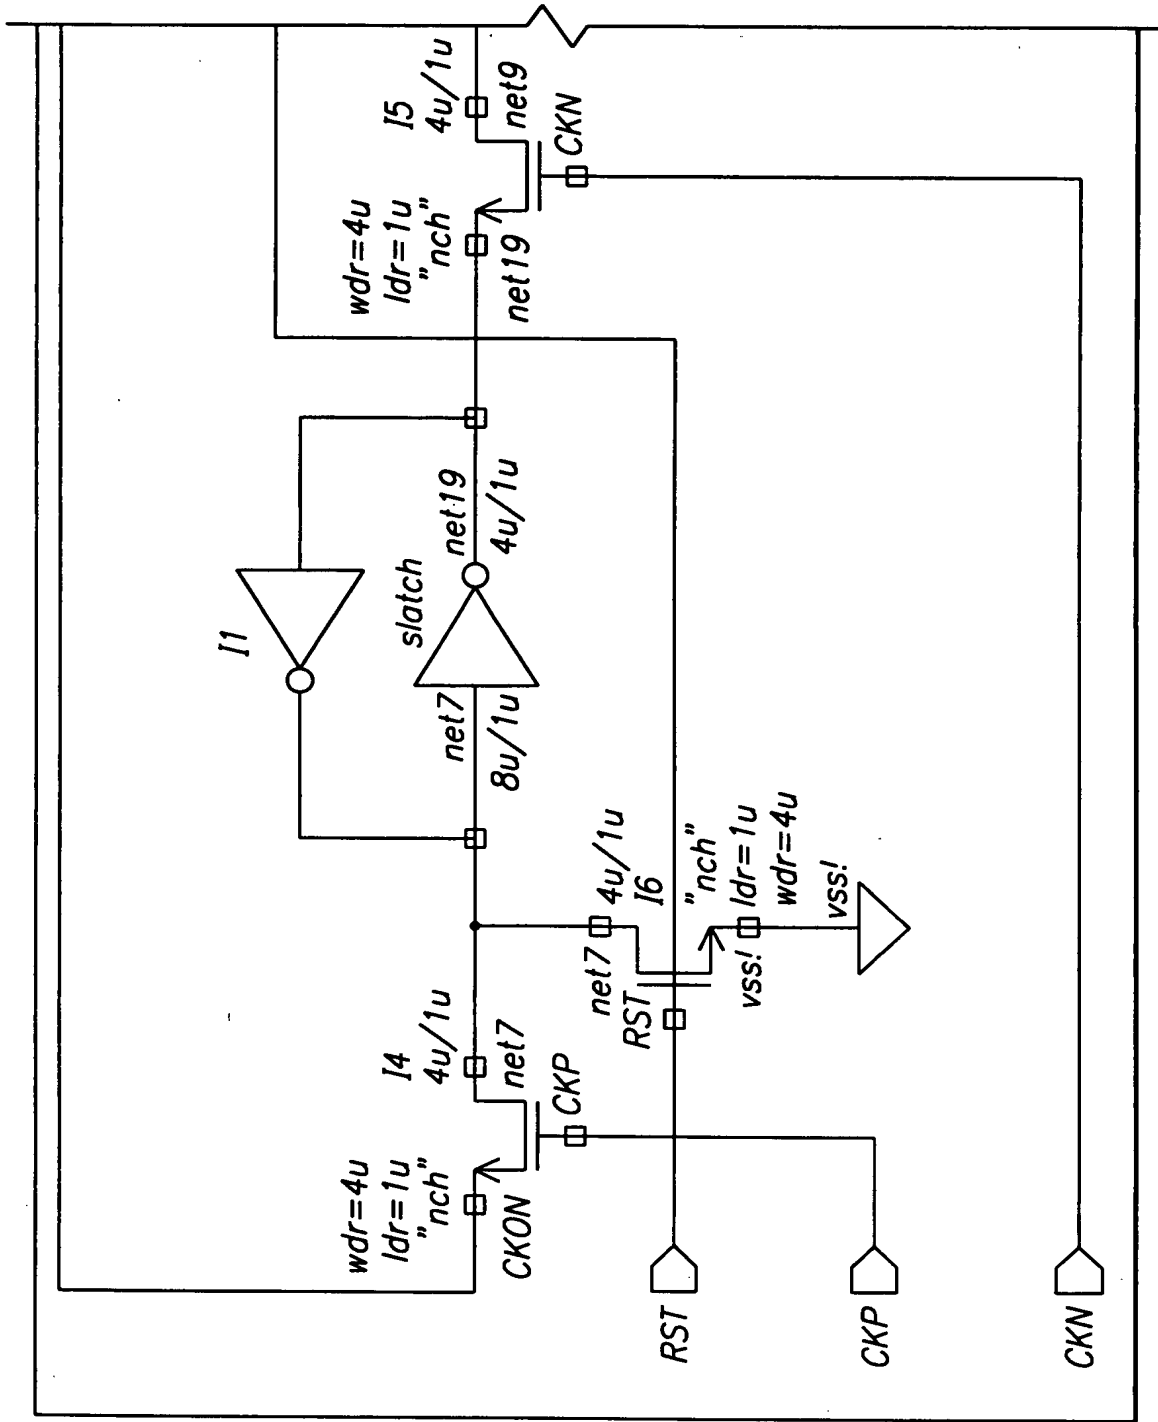 wdr=4u
ldr=1u
"nch"
CKON
I4
4u/1u
net7
CKP
net7
RST
4u/1u
I6
"nch"
ldr=1u
wdr=4u
vss!
vss!
I1
slatch
net7
8u/1u
net19
4u/1u
wdr=4u
ldr=1u
"nch"
net19
I5
4u/1u
net9
CKN
RST
CKP
CKN